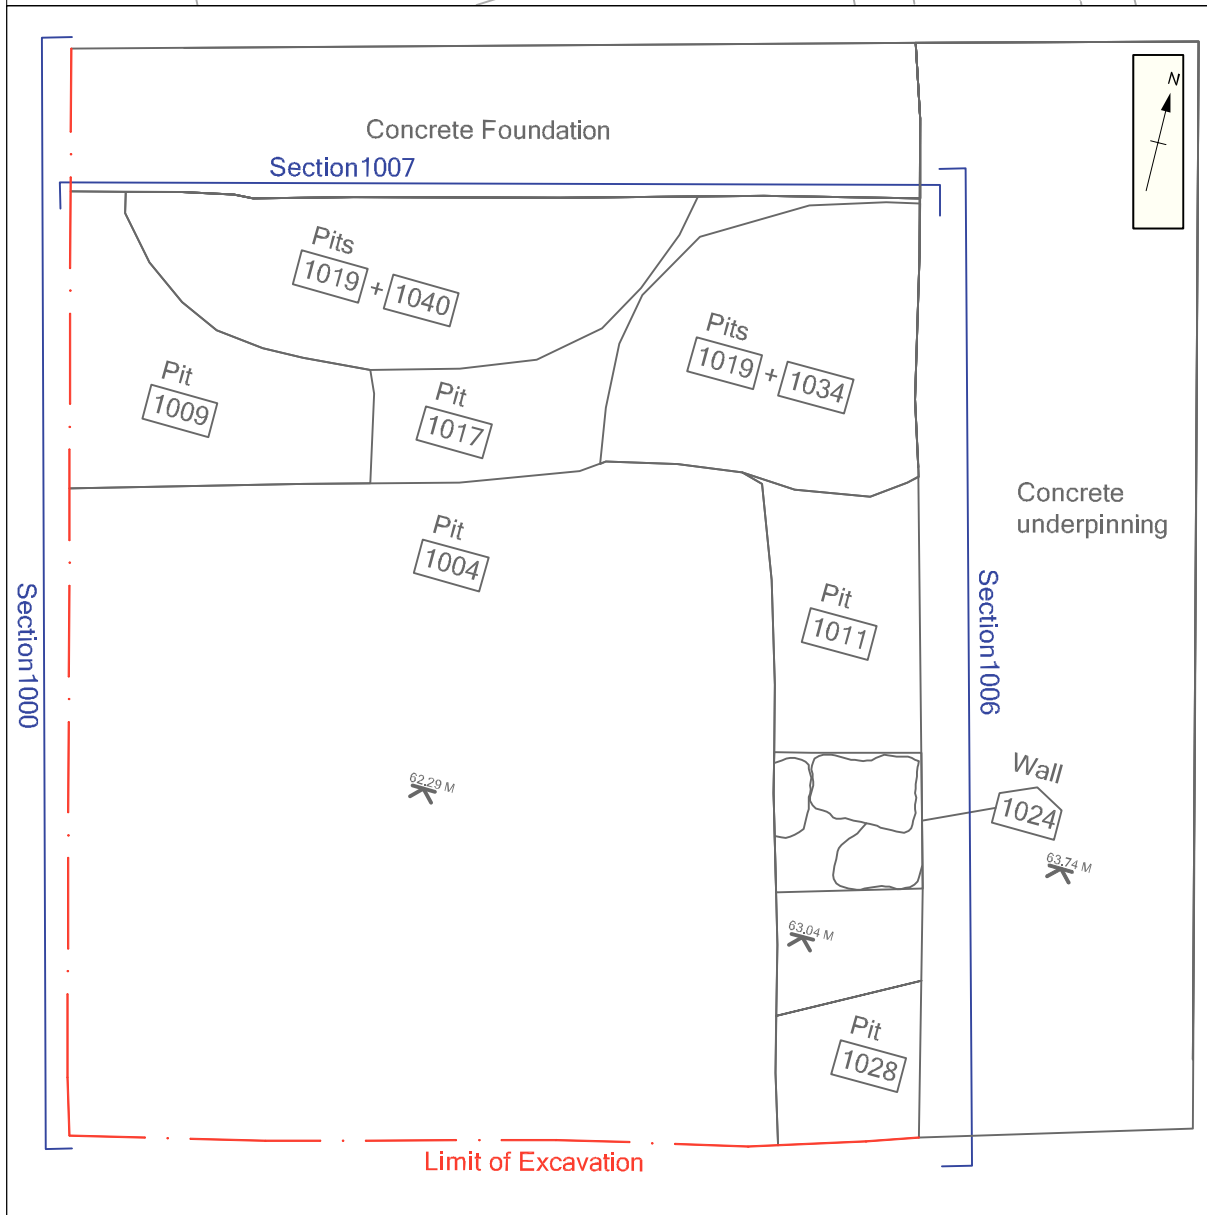 N
Concrete Foundation
Section1007
Pits
1019 + 1040
Pits
1019 + 1034
Pit
1009
Pit
1017
Concrete
underpinning
Pit
1004
Section1000
Section1006
Pit
1011
Wall
1024
62.29 M
63.74 M
63.04 M
Pit
1028
Limit of Excavation